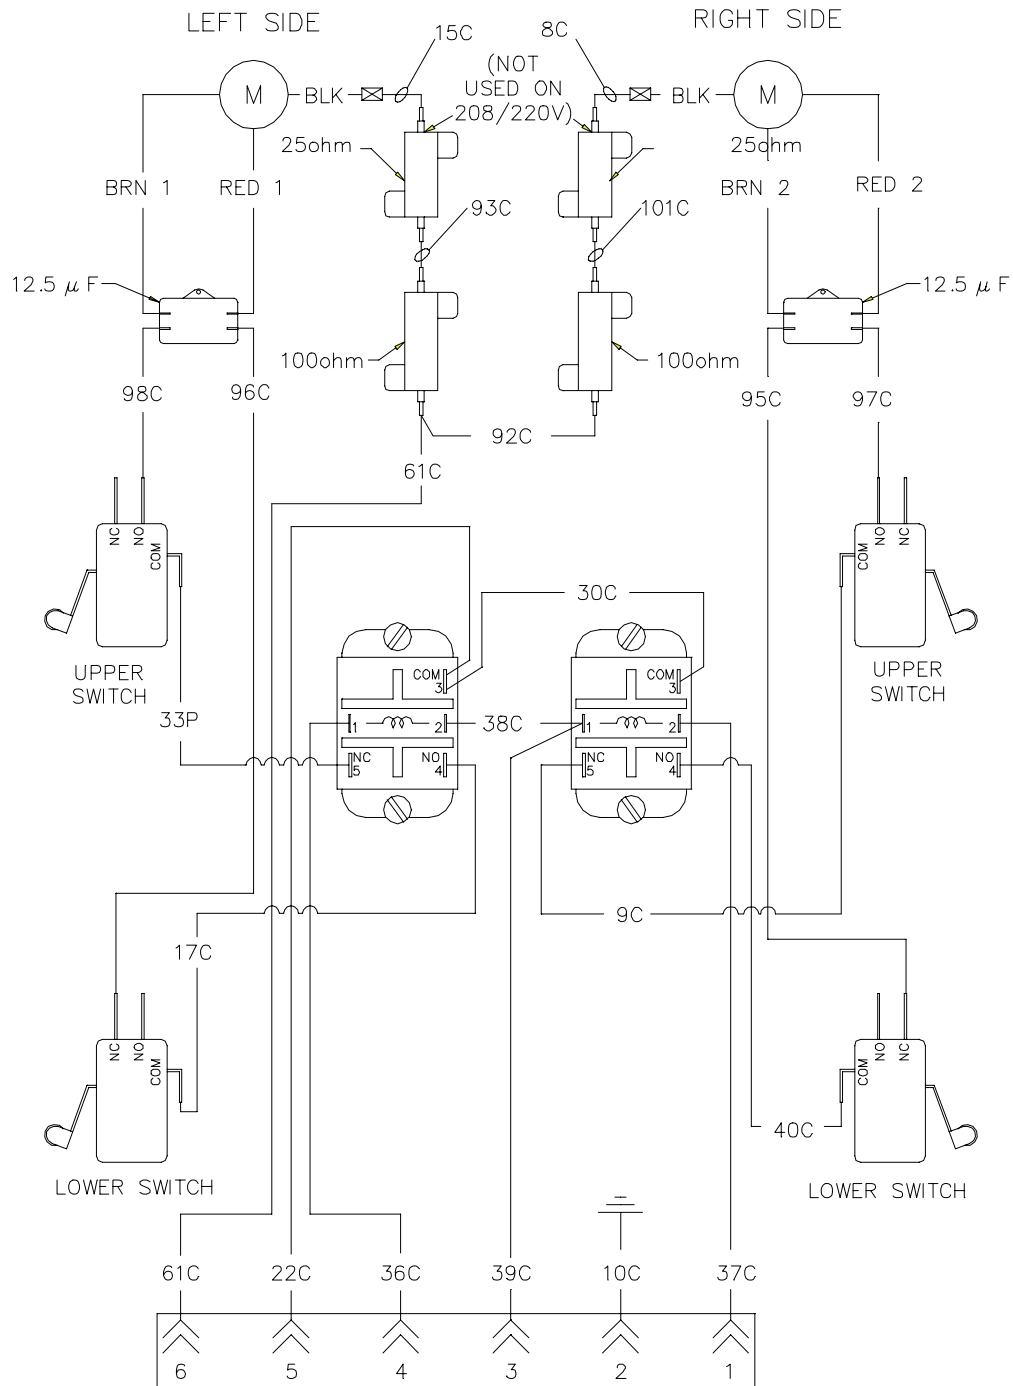 LEFT SIDE
RIGHT SIDE
15C
8C
(NOT
USED ON
208/220V)
M
BLK
BLK
M
25ohm
25ohm
BRN 1
RED 1
BRN 2
RED 2
93C
101C
12.5 μ F
12.5 μ F
100ohm
100ohm
98C
96C
95C
97C
92C
61C
NC
NO
COM
COM
NO
NC
30C
UPPER
SWITCH
UPPER
SWITCH
COM
3
COM
3
33P
1
2
38C
1
2
NC
5
NO
4
NC
5
NO
4
9C
17C
NC
NO
COM
COM
NO
NC
40C
LOWER SWITCH
LOWER SWITCH
61C
22C
36C
39C
10C
37C
6
5
4
3
2
1